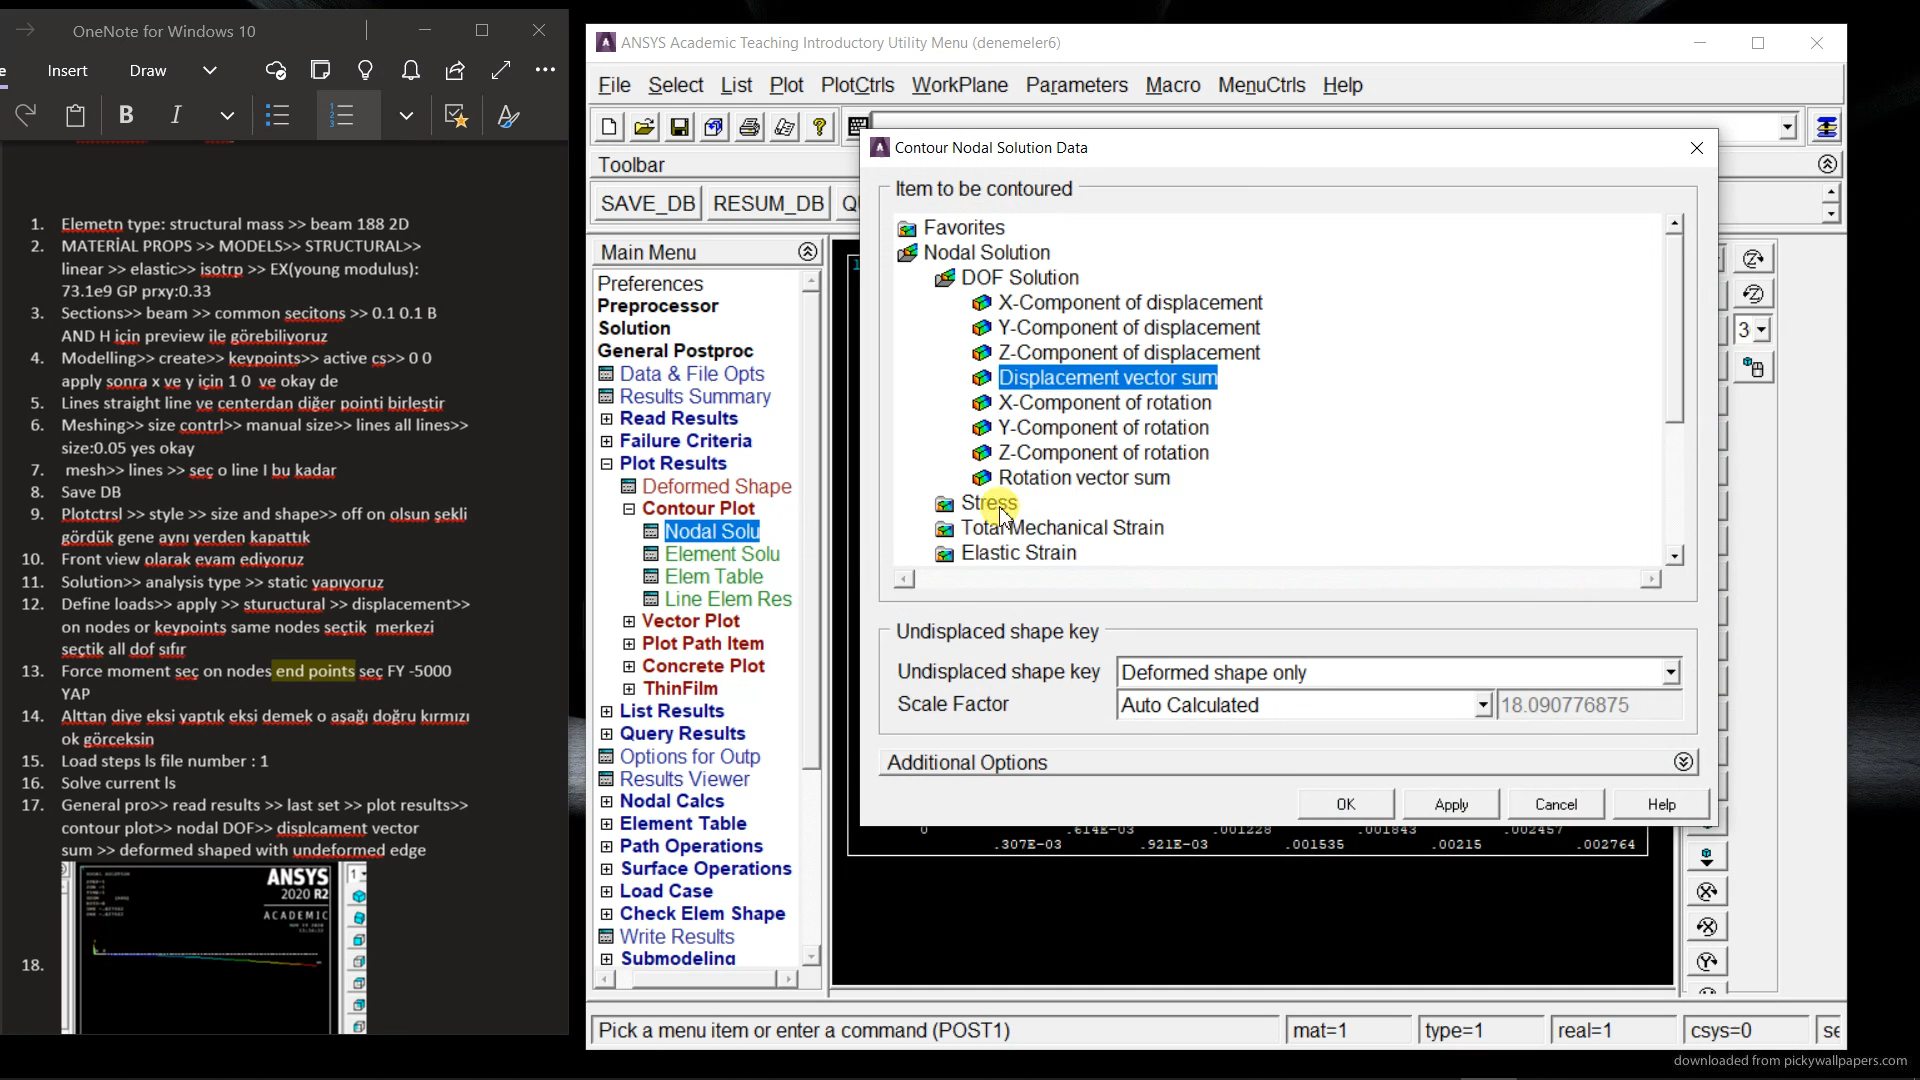 OneNote for Windows 10
Insert
Draw
B
I
1. Elemetn type: structural mass >> beam 188 2D
2. MATERİAL PROPS >> MODELS>> STRUCTURAL>>
linear >> elastic>> isotrp >> EX(young modulus):
73.1e9 GP prxy:0.33
3. Sections>> beam >> common secitons >> 0.1 0.1 B
AND H için preview ile görebiliyoruz
4. Modelling>> create>> keypoints>> active cs>> 0 0
apply sonra x ve y için 1 0 ve okay de
5. Lines straight line ve centerdan diğer pointi birleştir
6. Meshing>> size contrl>> manual size>> lines all lines>>
size:0.05 yes okay
7. mesh>> lines >> seç o line I bu kadar
8. Save DB
9. Plotctrsl >> style >> size and shape>> off on olsun şekli
gördük gene aynı yerden kapattık
10. Front view olarak evam ediyoruz
11. Solution>> analysis type >> static yapıyoruz
12. Define loads>> apply >> stuructural >> displacement>>
on nodes or keypoints same nodes seçtik merkezi
seçtik all dof sıfır
13. Force moment seç on nodes end points seç FY -5000
YAP
14. Alttan diye eksi yaptık eksi demek o aşağı doğru kırmızı
ok görceksin
15. Load steps ls file number : 1
16. Solve current ls
17. General pro>> read results >> last set >> plot results>>
contour plot>> nodal DOF>> displcament vector
sum >> deformed shaped with undeformed edge
18.
ANSYS
2020 R2
ACADEMIC
1
ANSYS Academic Teaching Introductory Utility Menu (denemeler6)
File Select List Plot PlotCtrls WorkPlane Parameters Macro MenuCtrls Help
Toolbar
SAVE_DB RESUM_DB
Main Menu
Preferences
Preprocessor
Solution
General Postproc
Data & File Opts
Results Summary
Read Results
Failure Criteria
Plot Results
Deformed Shape
Contour Plot
Nodal Solu
Element Solu
Elem Table
Line Elem Res
Vector Plot
Plot Path Item
Concrete Plot
ThinFilm
List Results
Query Results
Options for Outp
Results Viewer
Nodal Calcs
Element Table
Path Operations
Surface Operations
Load Case
Check Elem Shape
Write Results
Submodeling
Contour Nodal Solution Data
Item to be contoured
Favorites
Nodal Solution
DOF Solution
X-Component of displacement
Y-Component of displacement
Z-Component of displacement
Displacement vector sum
X-Component of rotation
Y-Component of rotation
Z-Component of rotation
Rotation vector sum
Stress
Total Mechanical Strain
Elastic Strain
Undisplaced shape key
Undisplaced shape key Deformed shape only
Scale Factor Auto Calculated 18.090776875
Additional Options
OK Apply Cancel Help
3
0 .614E-03 .001228 .001843 .002457
.307E-03 .921E-03 .001535 .00215 .002764
Pick a menu item or enter a command (POST1) mat=1 type=1 real=1 csys=0
downloaded from pickywallpapers.com